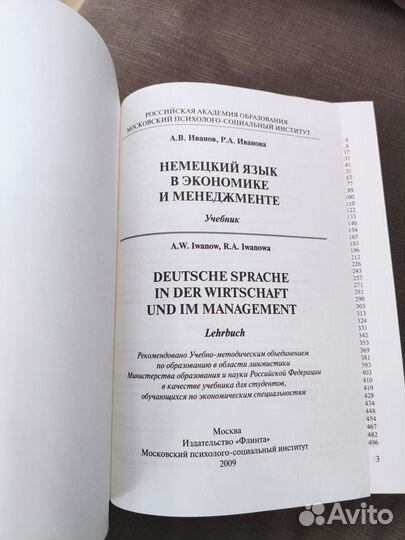 РОССИЙСКАЯ АКАДЕМИЯ ОБРАЗОВАНИЯ
МОСКОВСКИЙ ПСИХОЛОГО-СОЦИАЛЬНЫЙ ИНСТИТУТ
А.В. Иванов, Р.А. Иванова
НЕМЕЦКИЙ ЯЗЫК
В ЭКОНОМИКЕ
И МЕНЕДЖМЕНТЕ
Учебник
A.W. Iwanow, R.A. Iwanowa
DEUTSCHE SPRACHE
IN DER WIRTSCHAFT
UND IM MANAGEMENT
Lehrbuch
Рекомендовано Учебно-методическим объединением
по образованию в области лингвистики
Министерства образования и науки Российской Федерации
в качестве учебника для студентов,
обучающихся по экономическим специальностям
Москва
Издательство «Флинта»
Московский психолого-социальный институт
2009
Avito